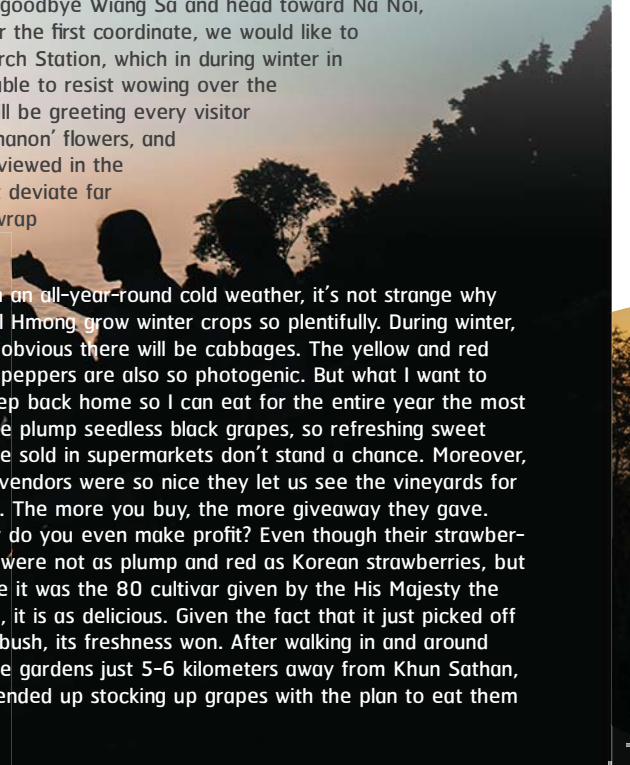 goodbye Wiang Sa and head toward Na Noi,
the first coordinate, we would like to
rch Station, which in during winter in
able to resist wowing over the
ll be greeting every visitor
nanon’ flowers, and
viewed in the
deviate far
wrap
an all-year-round cold weather, it’s not strange why
l Hmong grow winter crops so plentifully. During winter,
obvious there will be cabbages. The yellow and red
peppers are also so photogenic. But what I want to
ep back home so I can eat for the entire year the most
e plump seedless black grapes, so refreshing sweet
e sold in supermarkets don’t stand a chance. Moreover,
vendors were so nice they let us see the vineyards for
. The more you buy, the more giveaway they gave.
do you even make profit? Even though their strawber-
were not as plump and red as Korean strawberries, but
e it was the 80 cultivar given by the His Majesty the
, it is as delicious. Given the fact that it just picked off
bush, its freshness won. After walking in and around
e gardens just 5-6 kilometers away from Khun Sathan,
ended up stocking up grapes with the plan to eat them